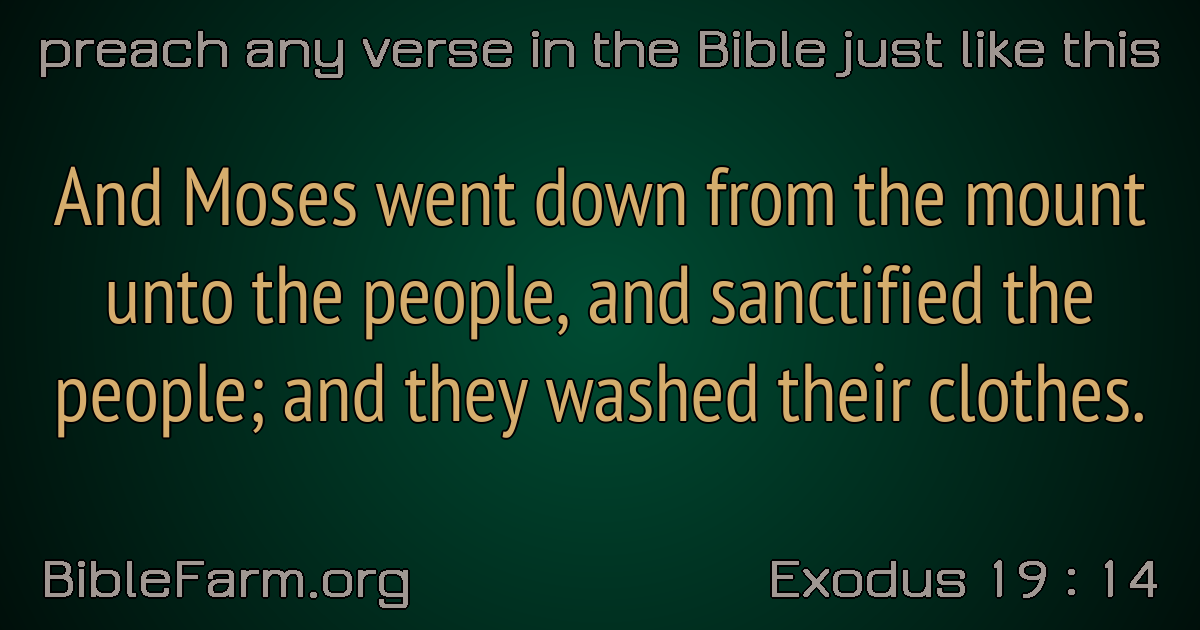 preach any verse in the Bible just like this
And Moses went down from the mount
unto the people, and sanctified the
people; and they washed their clothes.
BibleFarm.org
Exodus 19 : 14